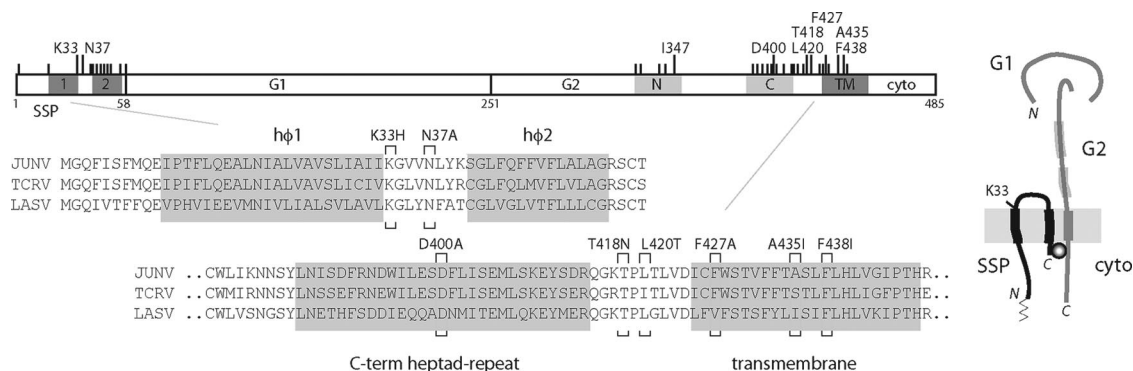 F427
T418 A435
K33 N37 I347 D400 L420 F438
1 2 G1 G2 N C TM cyto
1 SSP 58 251 485
hφ1 K33H N37A hφ2
JUNV MGQFISFMQEIPTFLQEALNIALVAVSLIAIIKGVVNLYKSGLFQFFVFLALAGRSCT
TCRV MGQFISFMQEIPIFLQEALNIALVAVSLICIVKGLVNLYRCGLFQLMVFLVLAGRSCS
LASV MGQIVTFFQEVPHVIEEVMNIVLIALSVLAVLKGLYNFATCGLVGLVTFLLLCGRSCT
D400A T418N L420T F427A A435I F438I
JUNV ..CWLIKNNSYLNISDFRNDWILESDFLISEMLSKEYSDRQGKTPLTLVDICFWSTVFFTASLFLHLVGIPTHR..
TCRV ..CWMIRNNSYLNSSEFRNEWILESDFLISEMLSKEYSERQGRTPITLVDICFWSTVFFTSTLFLHLIGFPTHE..
LASV ..CWLVSNGSYLNETHFSDDIEQQADNMITEMLQKEYMERQGKTPLGLVDLFVFSTSFYLISIFLHLVKIPTHR..
C-term heptad-repeat transmembrane
G1
N
G2
K33
SSP C cyto
N
C